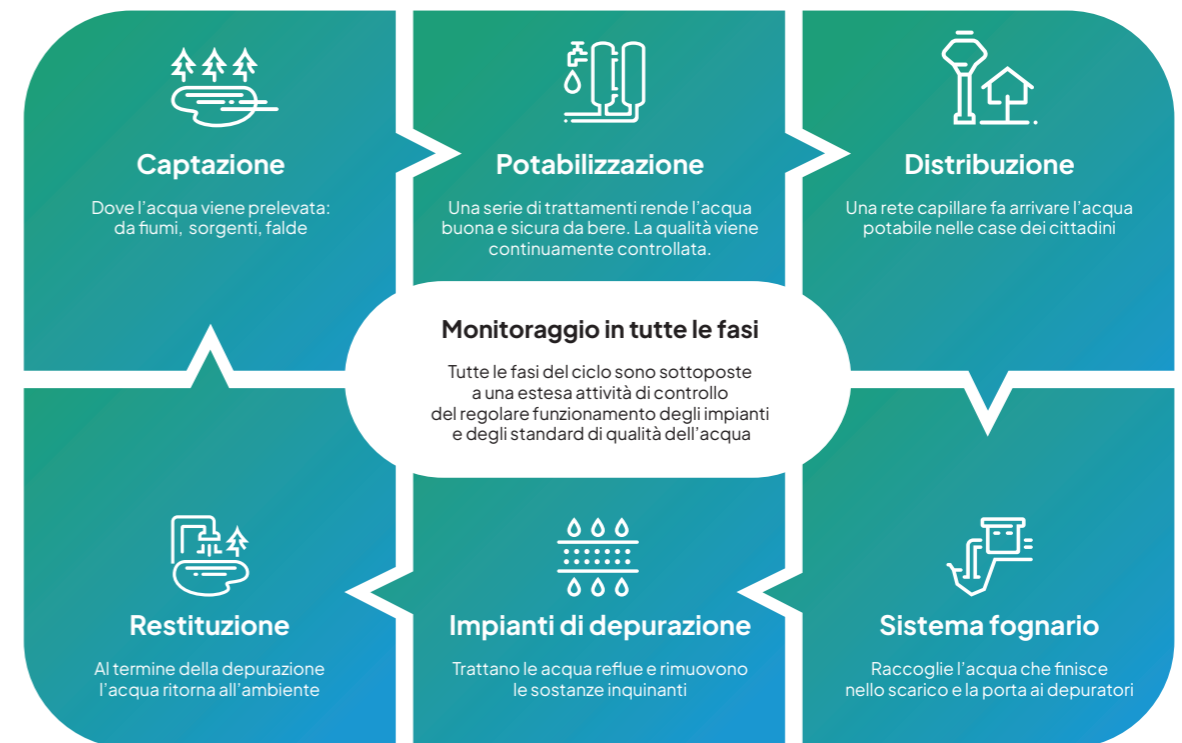 Captazione
Dove l'acqua viene prelevata:
da fiumi, sorgenti, falde
Potabilizzazione
Una serie di trattamenti rende l'acqua
buona e sicura da bere. La qualità viene
continuamente controllata.
Distribuzione
Una rete capillare fa arrivare l'acqua
potabile nelle case dei cittadini
Monitoraggio in tutte le fasi
Tutte le fasi del ciclo sono sottoposte
a una estesa attività di controllo
del regolare funzionamento degli impianti
e degli standard di qualità dell'acqua
Restituzione
Al termine della depurazione
l'acqua ritorna all'ambiente
Impianti di depurazione
Trattano le acqua reflue e rimuovono
le sostanze inquinanti
Sistema fognario
Raccoglie l'acqua che finisce
nello scarico e la porta ai depuratori